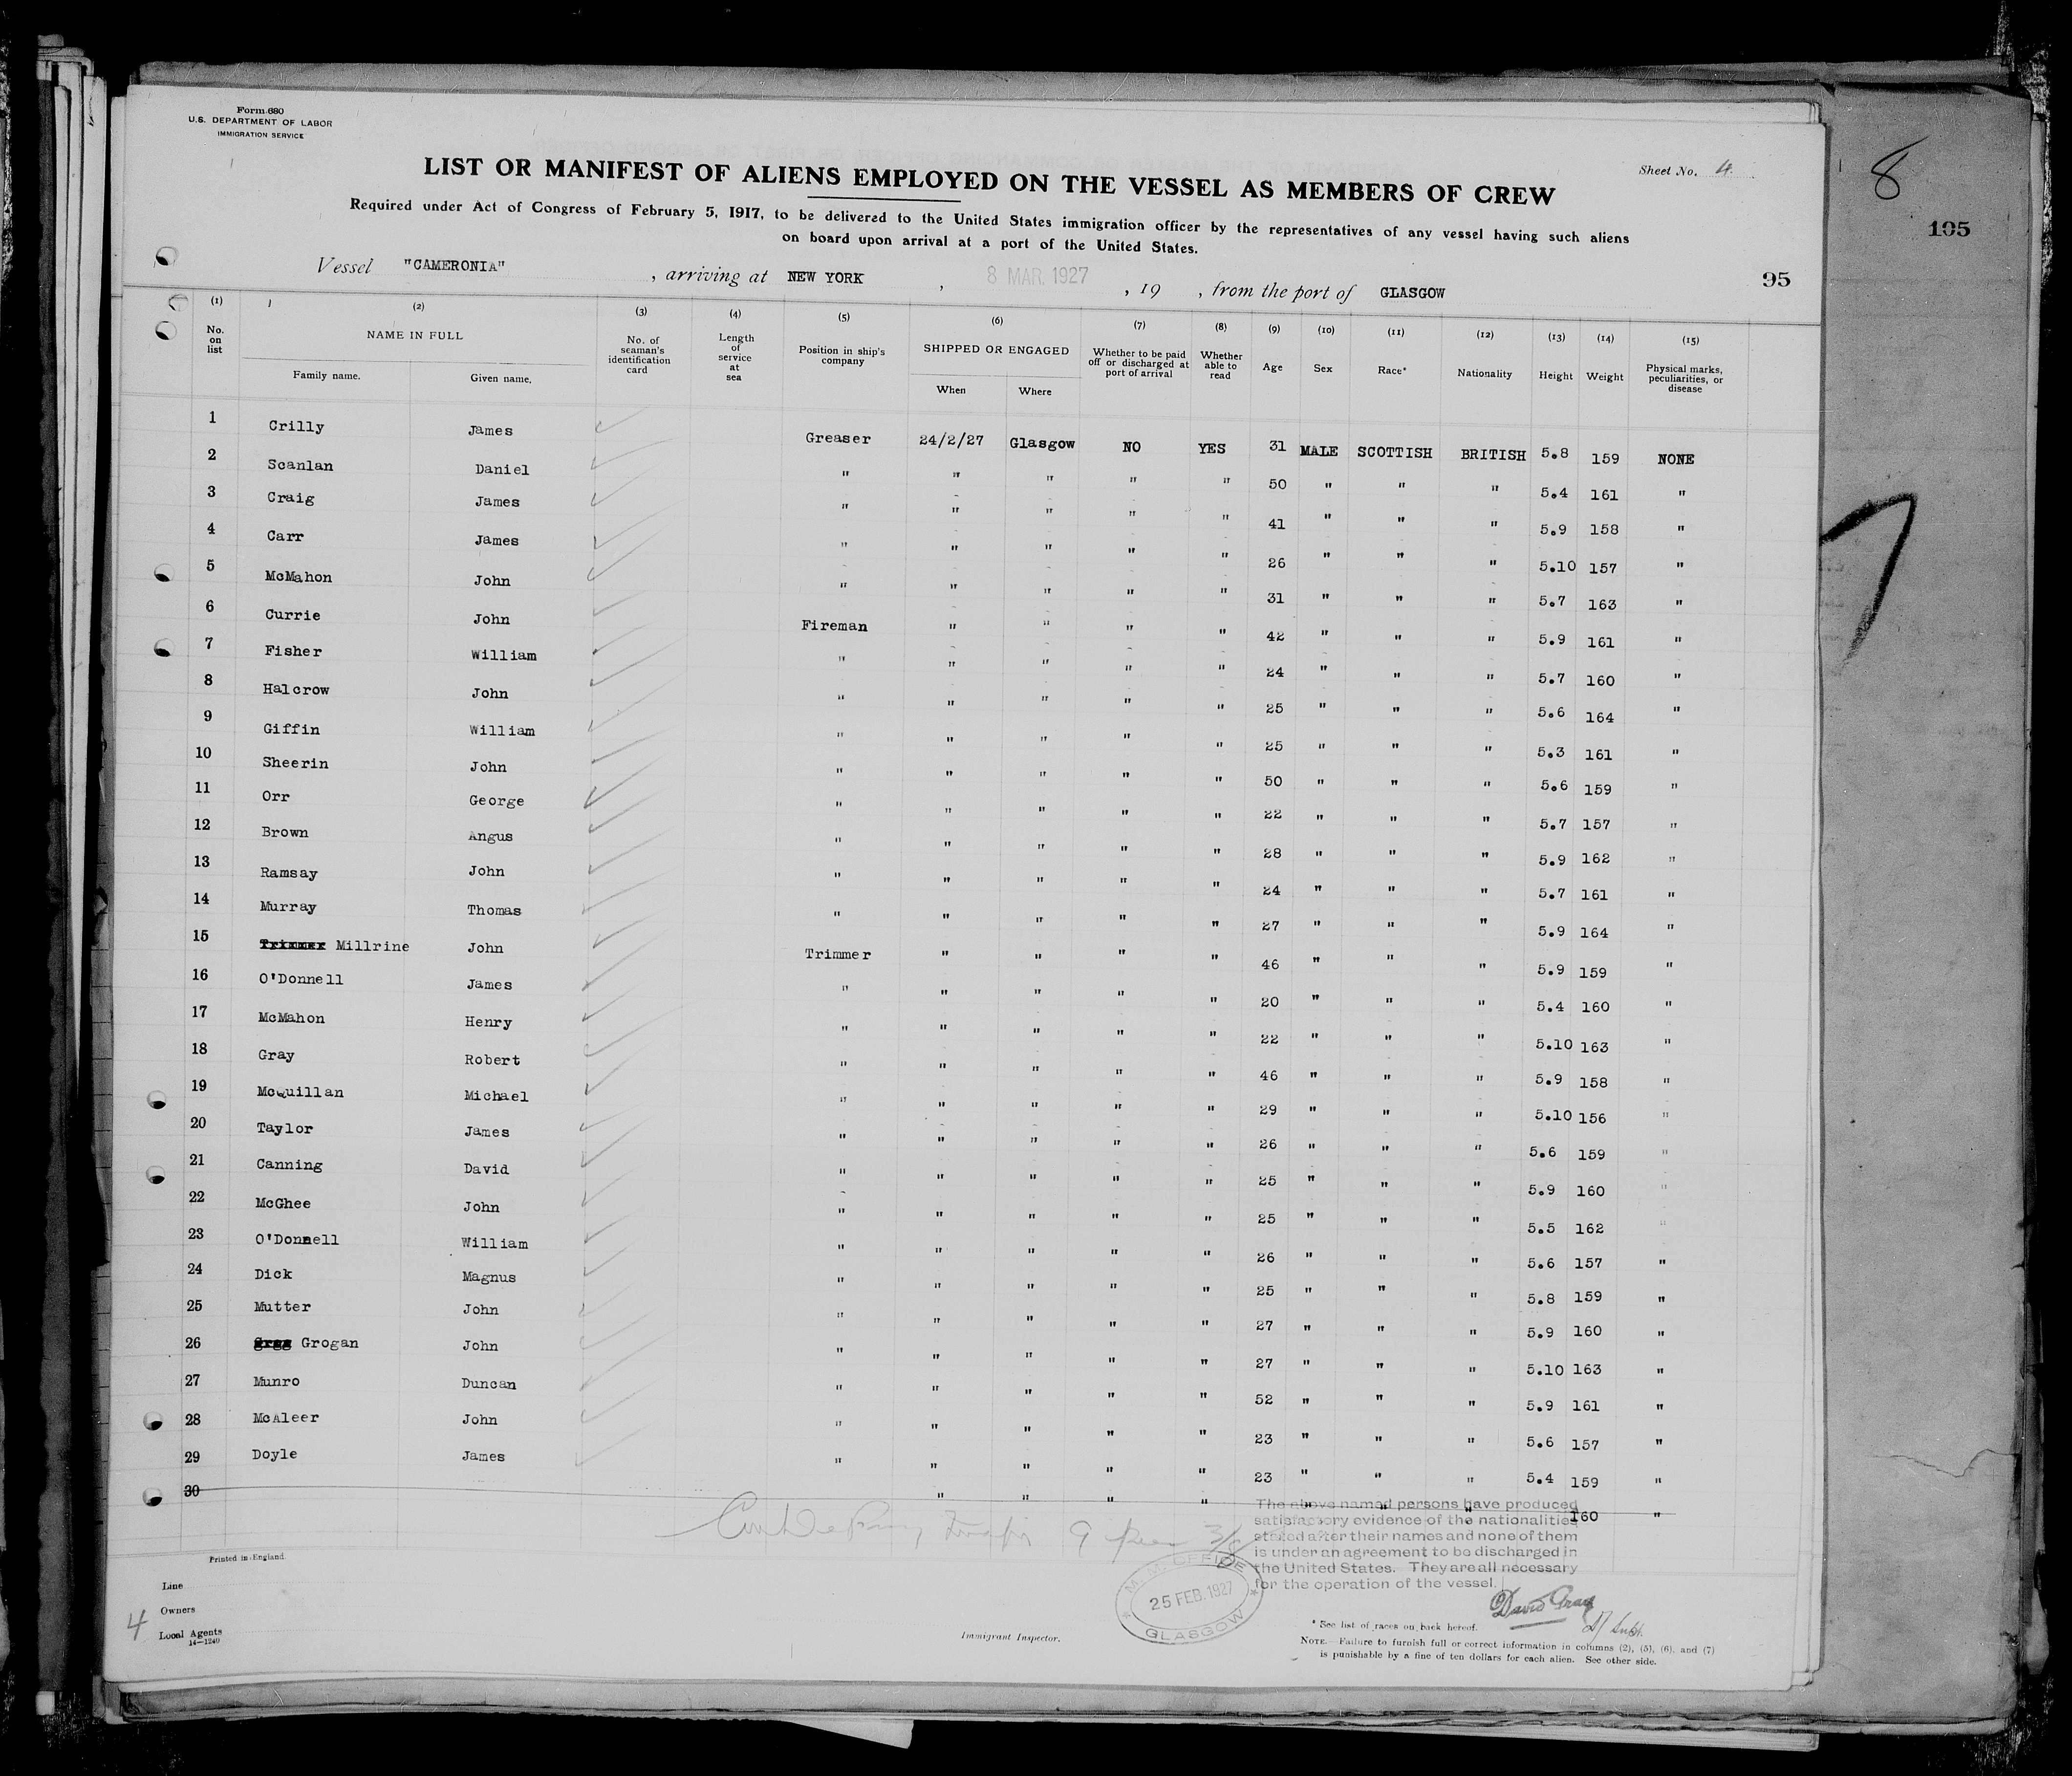 Form 680
U.S. DEPARTMENT OF LABOR
IMMIGRATION SERVICE
Sheet No. 4
8
105
LIST OR MANIFEST OF ALIENS EMPLOYED ON THE VESSEL AS MEMBERS OF CREW
Required under Act of Congress of February 5, 1917, to be delivered to the United States immigration officer by the representatives of any vessel having such aliens
on board upon arrival at a port of the United States.
Vessel "CAMERONIA" , arriving at NEW YORK , 8 MAR. 1927 , 19 , from the port of GLASGOW
95
(1) (2) (3) (4) (5) (6) (7) (8) (9) (10) (11) (12) (13) (14) (15)
No. on list NAME IN FULL Family name. Given name. No. of seaman's identification card Length of service at sea Position in ship's company SHIPPED OR ENGAGED When Where Whether to be paid off or discharged at port of arrival Whether able to read Age Sex Race* Nationality Height Weight Physical marks, peculiarities, or disease
1 Crilly James Greaser 24/2/27 Glasgow NO YES 31 MALE SCOTTISH BRITISH 5.8 159 NONE
2 Scanlan Daniel " " " " " 50 " " " 5.4 161 "
3 Craig James " " " " " 41 " " " 5.9 158 "
4 Carr James " " " " " 26 " " " 5.10 157 "
5 McMahon John " " " " " 31 " " " 5.7 163 "
6 Currie John Fireman " " " " 42 " " " 5.9 161 "
7 Fisher William " " " " " 24 " " " 5.7 160 "
8 Halcrow John " " " " " 25 " " " 5.6 164 "
9 Giffin William " " " " " 25 " " " 5.3 161 "
10 Sheerin John " " " " " 50 " " " 5.6 159 "
11 Orr George " " " " " 22 " " " 5.7 157 "
12 Brown Angus " " " " " 28 " " " 5.9 162 "
13 Ramsay John " " " " " 24 " " " 5.7 161 "
14 Murray Thomas " " " " " 27 " " " 5.9 164 "
15 Trimmer Millrine John Trimmer " " " " 46 " " " 5.9 159 "
16 O'Donnell James " " " " " 20 " " " 5.4 160 "
17 McMahon Henry " " " " " 22 " " " 5.10 163 "
18 Gray Robert " " " " " 46 " " " 5.9 158 "
19 McQuillan Michael " " " " " 29 " " " 5.10 156 "
20 Taylor James " " " " " 26 " " " 5.6 159 "
21 Canning David " " " " " 25 " " " 5.9 160 "
22 McGhee John " " " " " 25 " " " 5.5 162 "
23 O'Donnell William " " " " " 26 " " " 5.6 157 "
24 Dick Magnus " " " " " 25 " " " 5.8 159 "
25 Mutter John " " " " " 27 " " " 5.9 160 "
26 Grogan John " " " " " 27 " " " 5.10 163 "
27 Munro Duncan " " " " " 52 " " " 5.9 161 "
28 McAleer John " " " " " 23 " " " 5.6 157 "
29 Doyle James " " " " " 23 " " " 5.4 159 "
30 " " " " " " " 160 "
The above named persons have produced
satisfactory evidence of the nationalities
stated after their names and none of them
is under an agreement to be discharged in
the United States. They are all necessary
for the operation of the vessel.
M.M. OFFICE
25 FEB. 1927
GLASGOW
David Gray
Printed in England
Line
Owners
Local Agents
14—1240
4
Immigrant Inspector.
* See list of races on back hereof.
NOTE.—Failure to furnish full or correct information in columns (2), (5), (6), and (7)
is punishable by a fine of ten dollars for each alien. See other side.